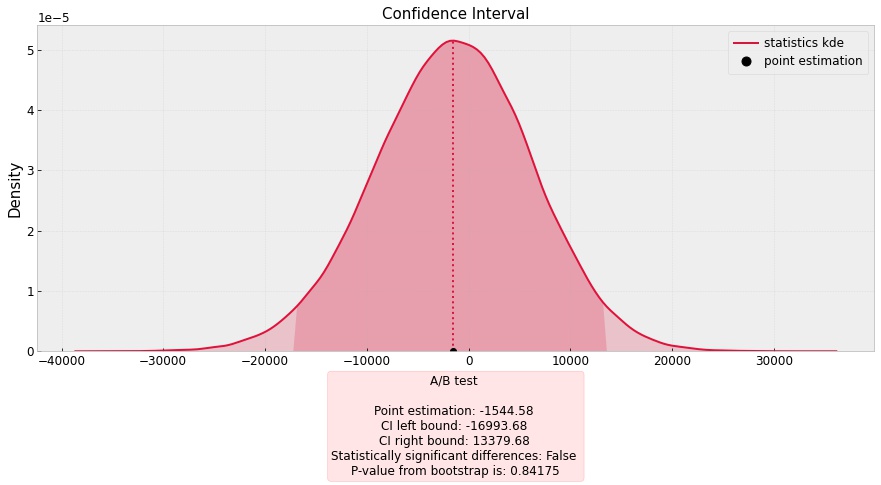 Confidence Interval
1e−5
statistics kde
point estimation
Density
5
4
3
2
1
0
−40000 −30000 −20000 −10000 0 10000 20000 30000
A/B test
Point estimation: -1544.58
CI left bound: -16993.68
CI right bound: 13379.68
Statistically significant differences: False
P-value from bootstrap is: 0.84175